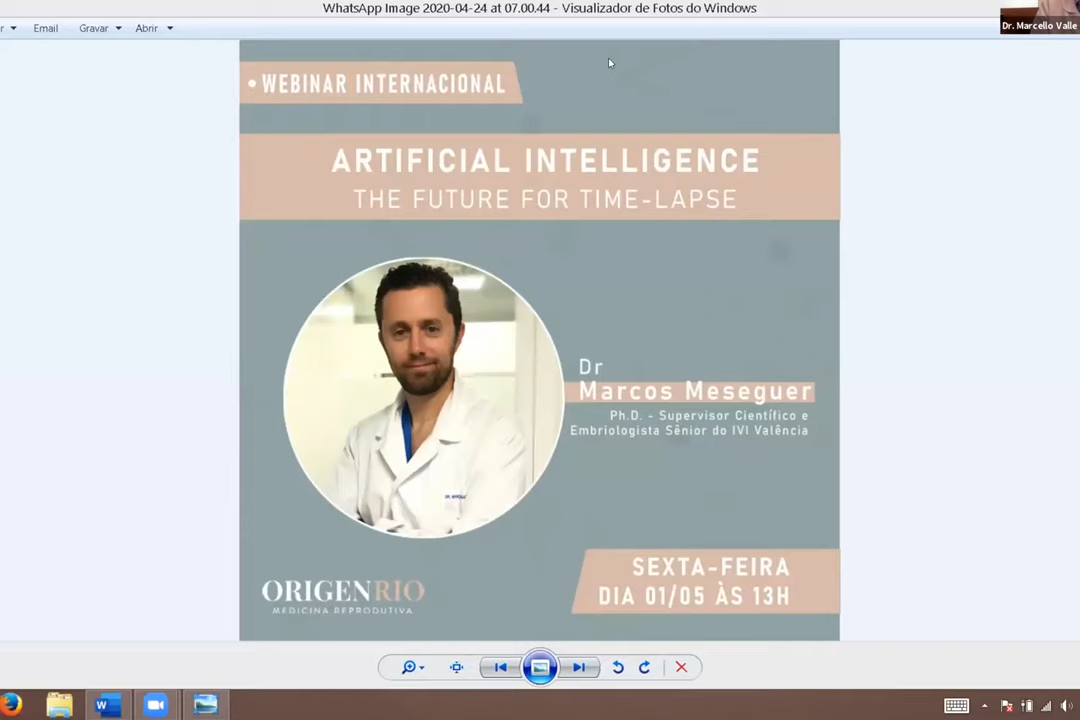 WhatsApp Image 2020-04-24 at 07.00.44 - Visualizador de Fotos do Windows
Dr. Marcello Valle
Email Gravar Abrir
• WEBINAR INTERNACIONAL
ARTIFICIAL INTELLIGENCE
THE FUTURE FOR TIME-LAPSE
Dr
Marcos Meseguer
Ph.D. - Supervisor Científico e
Embriologista Sênior do IVI Valência
ORIGENRIO
MEDICINA REPRODUTIVA
SEXTA-FEIRA
DIA 01/05 ÀS 13H